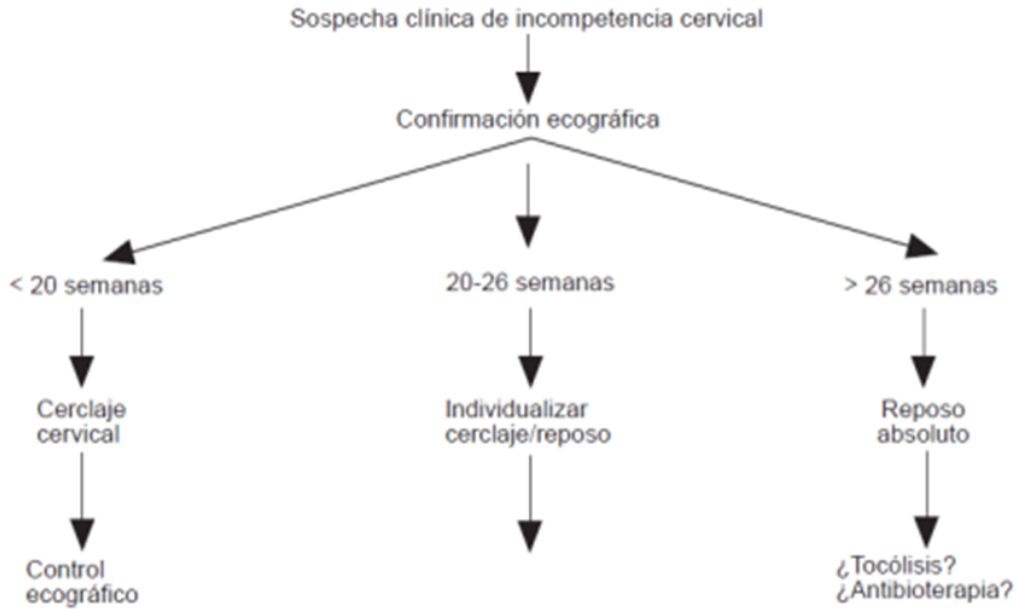 Sospecha clínica de incompetencia cervical
Confirmación ecográfica
< 20 semanas
20-26 semanas
> 26 semanas
Cerclaje
cervical
Individualizar
cerclaje/reposo
Reposo
absoluto
Control
ecográfico
¿Tocólisis?
¿Antibioterapia?